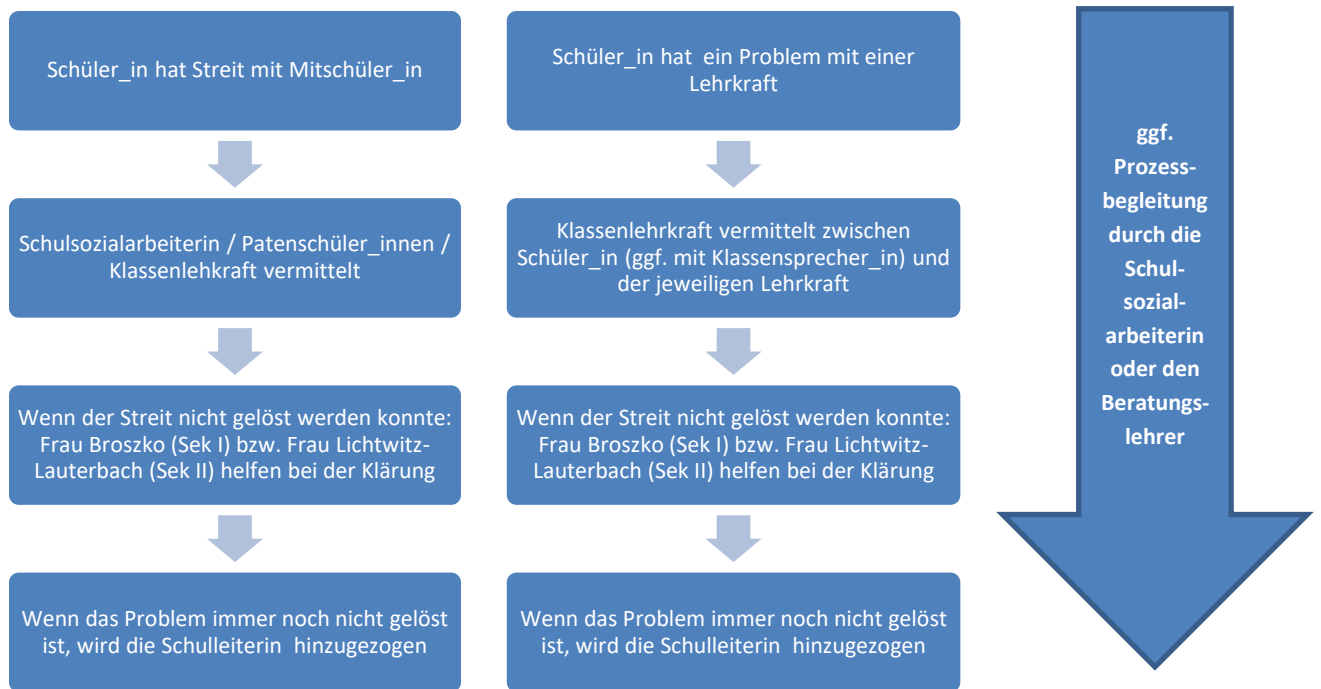 Schüler_in hat Streit mit Mitschüler_in
Schulsozialarbeiterin / Patenschüler_innen /
Klassenlehkraft vermittelt
Wenn der Streit nicht gelöst werden konnte:
Frau Broszko (Sek I) bzw. Frau Lichtwitz-
Lauterbach (Sek II) helfen bei der Klärung
Wenn das Problem immer noch nicht gelöst
ist, wird die Schulleiterin  hinzugezogen
Schüler_in hat  ein Problem mit einer
Lehrkraft
Klassenlehrkraft vermittelt zwischen
Schüler_in (ggf. mit Klassensprecher_in) und
der jeweiligen Lehrkraft
Wenn der Streit nicht gelöst werden konnte:
Frau Broszko (Sek I) bzw. Frau Lichtwitz-
Lauterbach (Sek II) helfen bei der Klärung
Wenn das Problem immer noch nicht gelöst
ist, wird die Schulleiterin  hinzugezogen
ggf.
Prozess-
begleitung
durch die
Schul-
sozial-
arbeiterin
oder den
Beratungs-
lehrer